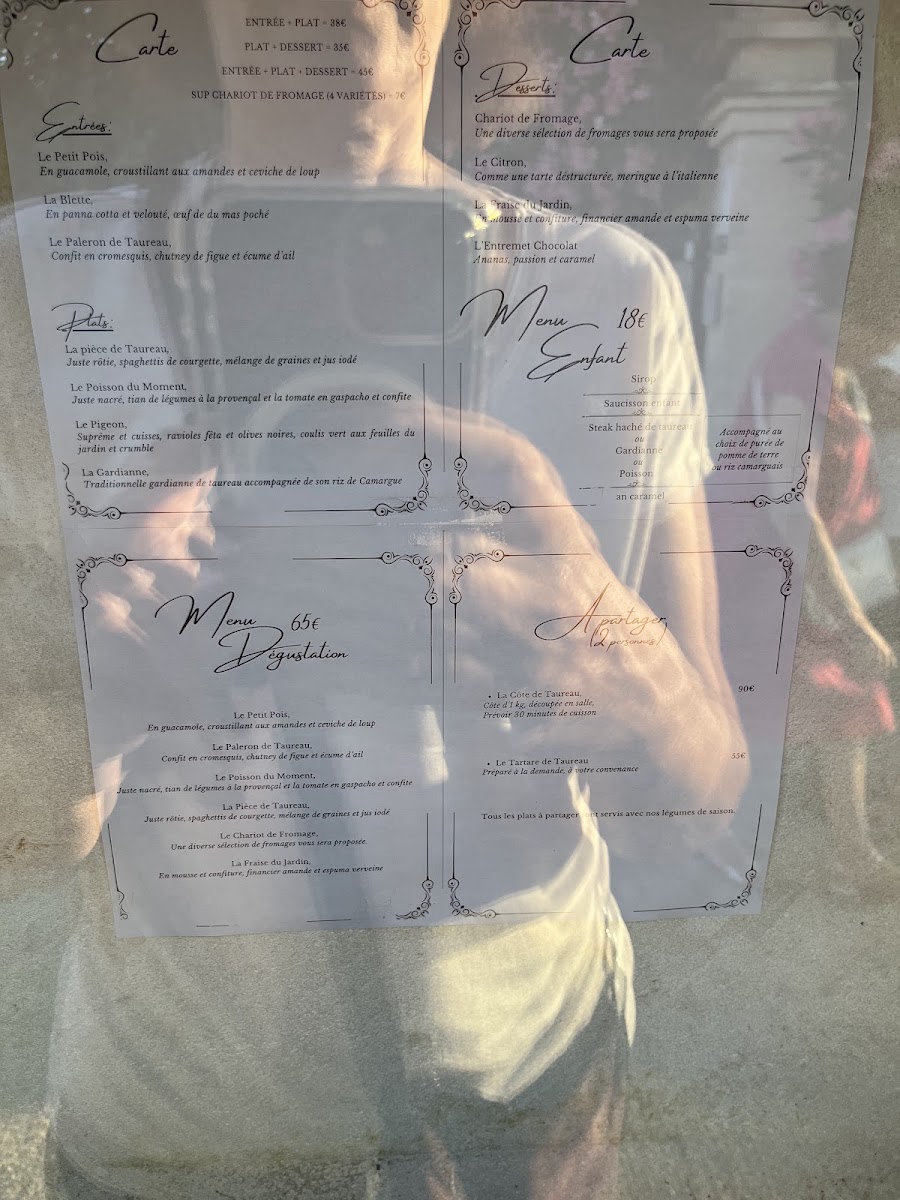 Carte
ENTRÉE + PLAT = 38€
PLAT + DESSERT = 35€
ENTRÉE + PLAT + DESSERT = 45€
SUP CHARIOT DE FROMAGE (4 VARIÉTÉS) = 7€
Entrées:
Le Petit Pois,
En guacamole, croustillant aux amandes et ceviche de loup
La Blette,
En panna cotta et velouté, œuf de du mas poché
Le Paleron de Taureau,
Confit en cromesquis, chutney de figue et écume d'ail
Plats:
La pièce de Taureau,
Juste rôtie, spaghettis de courgette, mélange de graines et jus iodé
Le Poisson du Moment,
Juste nacré, tian de légumes à la provençal et la tomate en gaspacho et confite
Le Pigeon,
Suprême et cuisses, ravioles fêta et olives noires, coulis vert aux feuilles du
jardin et crumble
La Gardianne,
Traditionnelle gardianne de taureau accompagnée de son riz de Camargue
Carte
Desserts:
Chariot de Fromage,
Une diverse sélection de fromages vous sera proposée
Le Citron,
Comme une tarte déstructurée, meringue à l'italienne
La Fraise du Jardin,
En mousse et confiture, financier amande et espuma verveine
L'Entremet Chocolat
Ananas, passion et caramel
Menu 18€
Enfant
Sirop
Saucisson enfant
Steak haché de taureau
ou
Gardianne
ou
Poisson
an caramel
Accompagné au
choix de purée de
pomme de terre
ou riz camarguais
Menu 65€
Dégustation
Le Petit Pois,
En guacamole, croustillant aux amandes et ceviche de loup
Le Paleron de Taureau,
Confit en cromesquis, chutney de figue et écume d'ail
Le Poisson du Moment,
Juste nacré, tian de légumes à la provençal et la tomate en gaspacho et confite
La Pièce de Taureau,
Juste rôtie, spaghettis de courgette, mélange de graines et jus iodé
Le Chariot de Fromage,
Une diverse sélection de fromages vous sera proposée.
La Fraise du Jardin,
En mousse et confiture, financier amande et espuma verveine
A partager
(2 personnes)
• La Côte de Taureau, 90€
Côte d'1 kg, découpée en salle,
Prevoir 30 minutes de cuisson
• Le Tartare de Taureau 55€
Préparé à la demande, à votre convenance
Tous les plats à partager sont servis avec nos légumes de saison.